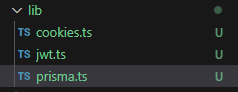 lib
TS cookies.ts U
TS jwt.ts U
TS prisma.ts U